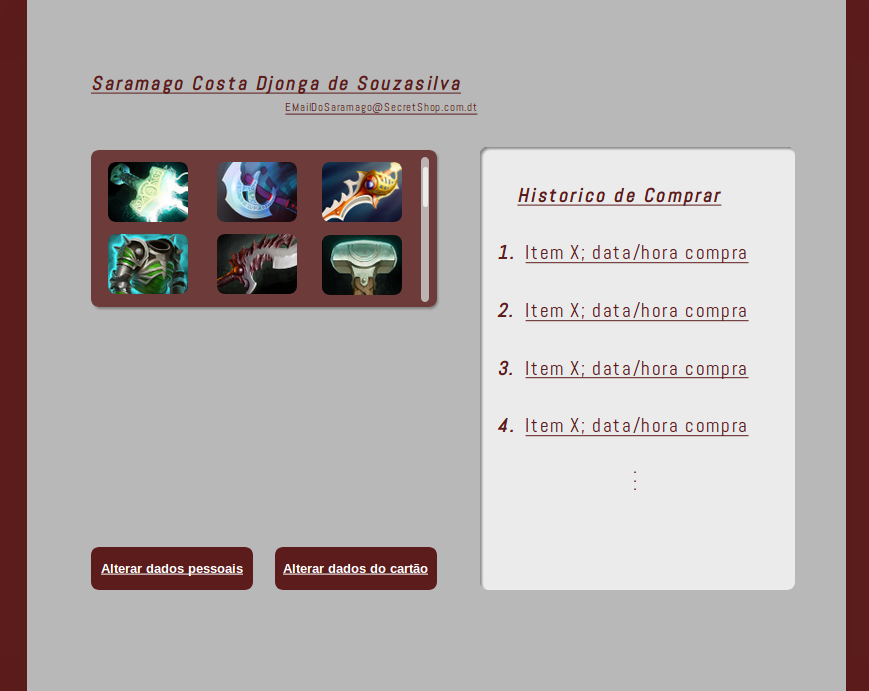 Saramago Costa Djonga de Souzasilva
EMailDoSaramago@SecretShop.com.dt
Historico de Comprar
1. Item X; data/hora compra
2. Item X; data/hora compra
3. Item X; data/hora compra
4. Item X; data/hora compra
Alterar dados pessoais
Alterar dados do cartão